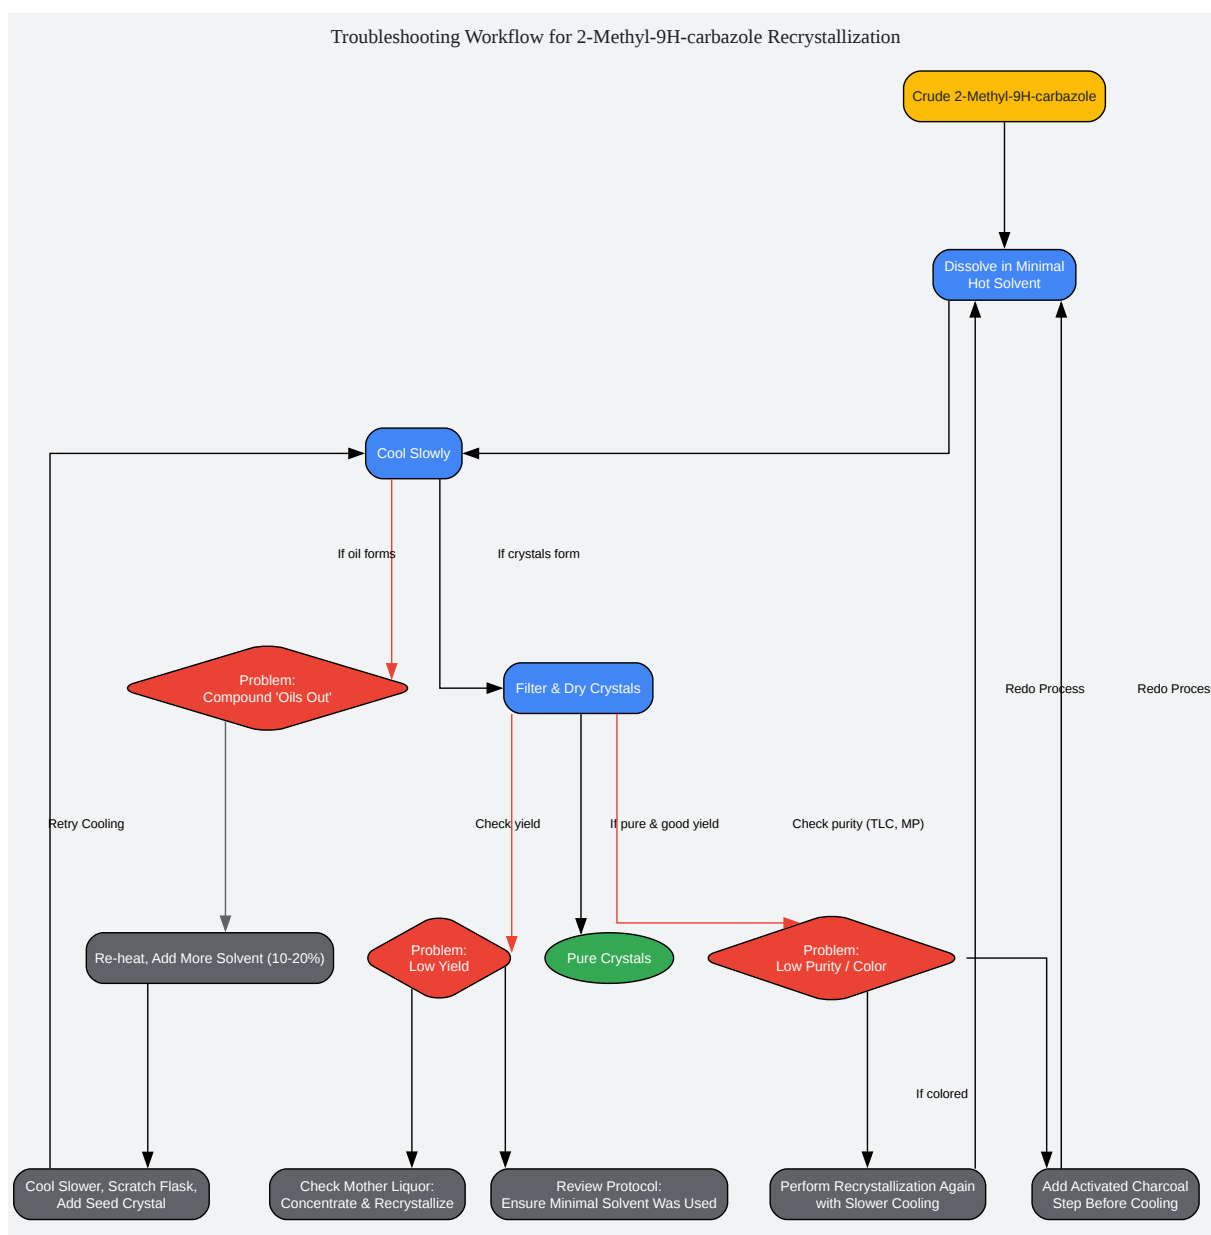 Troubleshooting Workflow for 2-Methyl-9H-carbazole Recrystallization
Crude 2-Methyl-9H-carbazole
Dissolve in Minimal
Hot Solvent
Cool Slowly
If oil forms
If crystals form
Problem:
Compound 'Oils Out'
Filter & Dry Crystals
Redo Process
Redo Proces
Retry Cooling
Check yield
If pure & good yield
Check purity (TLC, MP)
Re-heat, Add More Solvent (10-20%)
Problem:
Low Yield
Pure Crystals
Problem:
Low Purity / Color
If colored
Cool Slower, Scratch Flask,
Add Seed Crystal
Check Mother Liquor:
Concentrate & Recrystallize
Review Protocol:
Ensure Minimal Solvent Was Used
Perform Recrystallization Again
with Slower Cooling
Add Activated Charcoal
Step Before Cooling